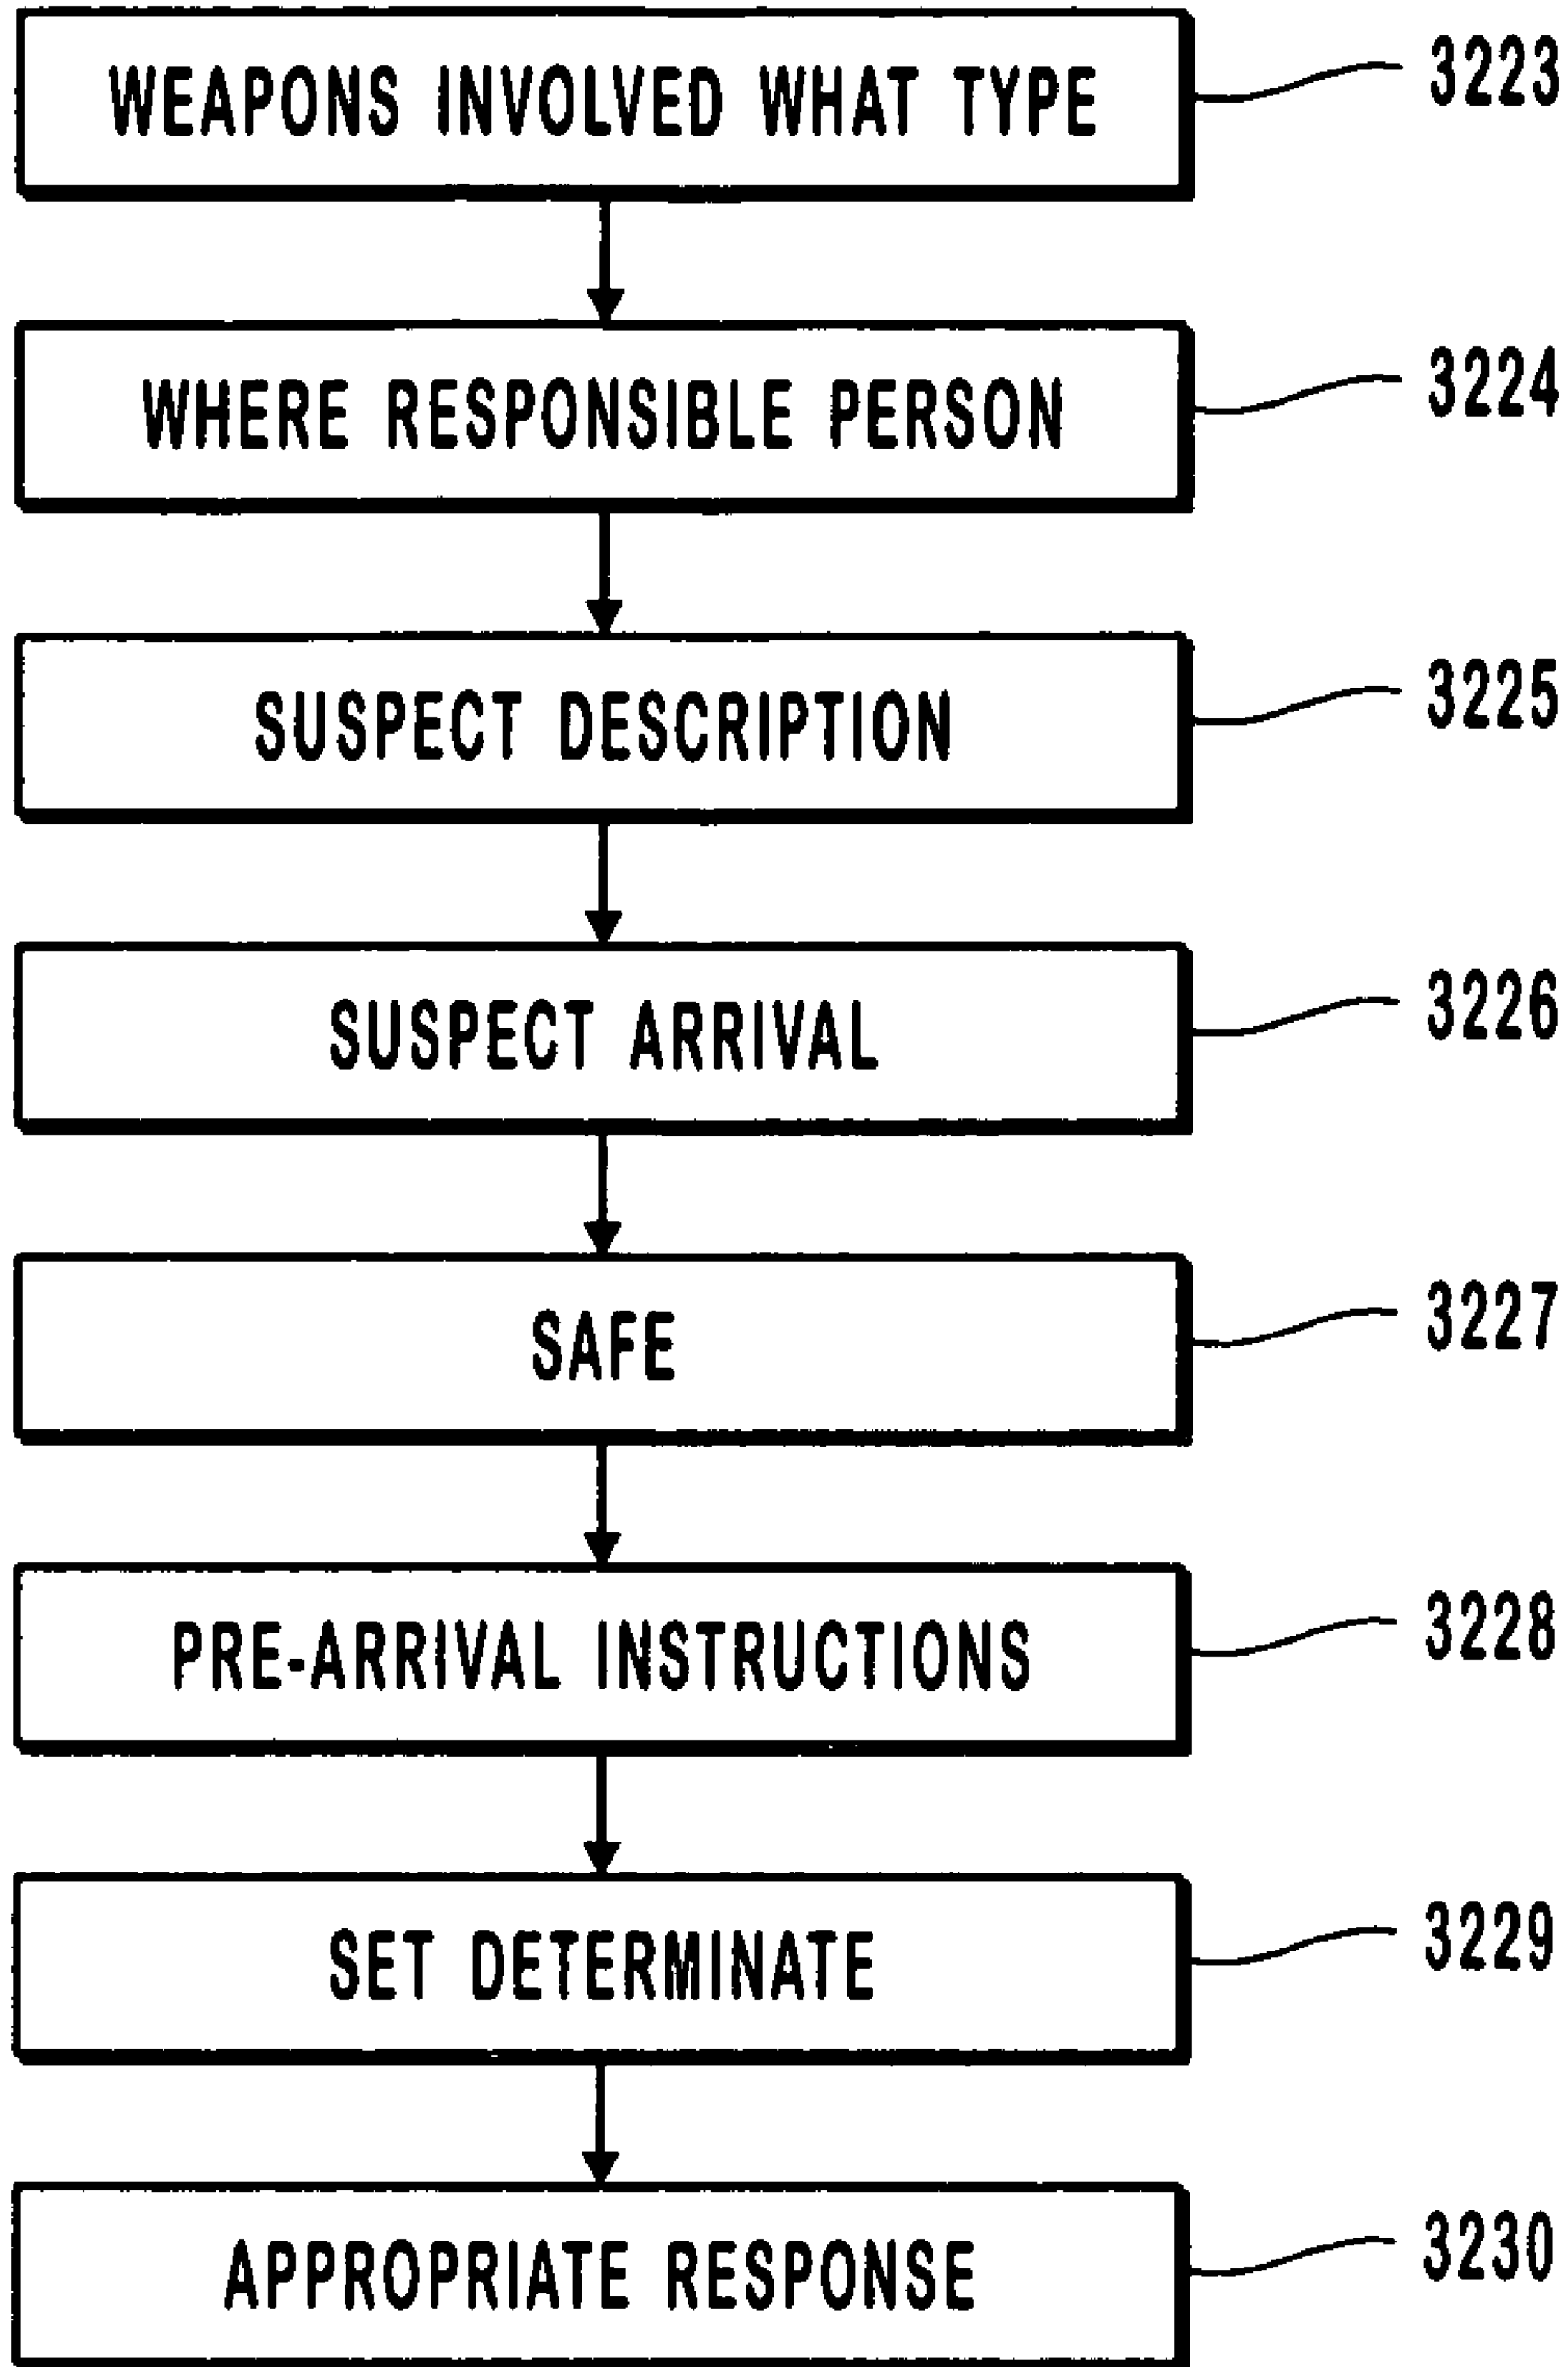 WEAPONS INVOLVED WHAT TYPE 3223
WHERE RESPONSIBLE PERSON 3224
SUSPECT DESCRIPTION 3225
SUSPECT ARRIVAL 3226
SAFE 3227
PRE-ARRIVAL INSTRUCTIONS 3228
SET DETERMINATE 3229
APPROPRIATE RESPONSE 3230